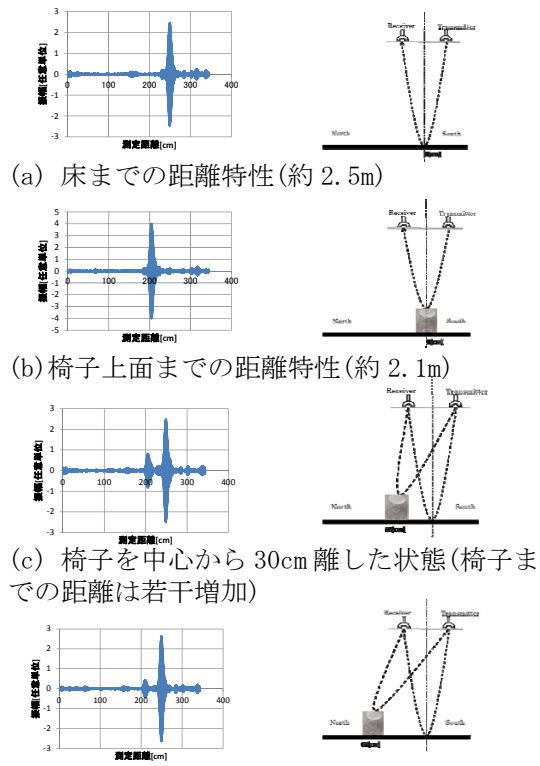 3
2
1
0
-1
-2
-3
0
100
200
300
400
振幅[任意単位]
測定距離[cm]
Receiver
Transmittor
North
South
(a) 床までの距離特性(約 2.5m)
5
4
3
2
1
0
-1
-2
-3
-4
-5
0
100
200
300
400
振幅[任意単位]
測定距離[cm]
Receiver
Transmittor
North
South
(b)椅子上面までの距離特性(約 2.1m)
3
2
1
0
-1
-2
-3
0
100
200
300
400
振幅[任意単位]
測定距離[cm]
Receiver
Transmittor
North
South
(c) 椅子を中心から 30cm 離した状態(椅子ま
での距離は若干増加)
3
2
1
0
-1
-2
-3
0
100
200
300
400
振幅[任意単位]
測定距離[cm]
Receiver
Transmittor
North
South